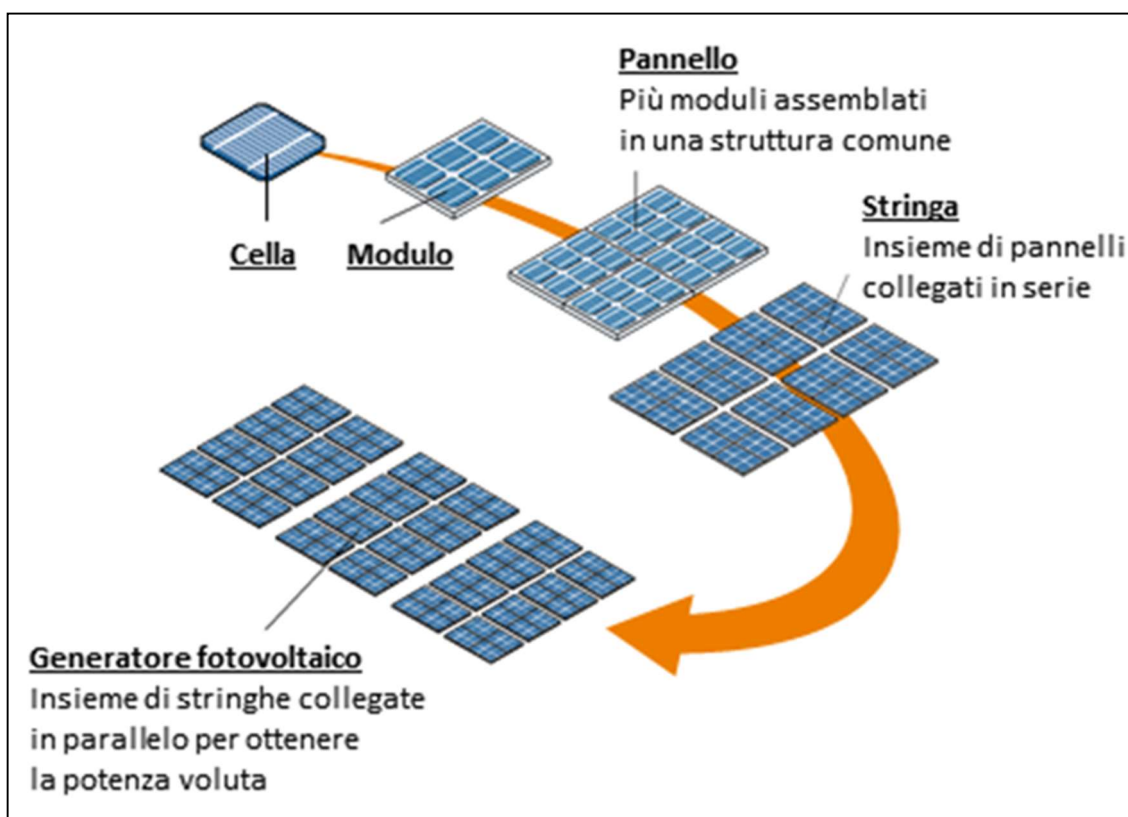 Pannello
Più moduli assemblati
in una struttura comune
Stringa
Insieme di pannelli
collegati in serie
Cella
Modulo
Generatore fotovoltaico
Insieme di stringhe collegate
in parallelo per ottenere
la potenza voluta